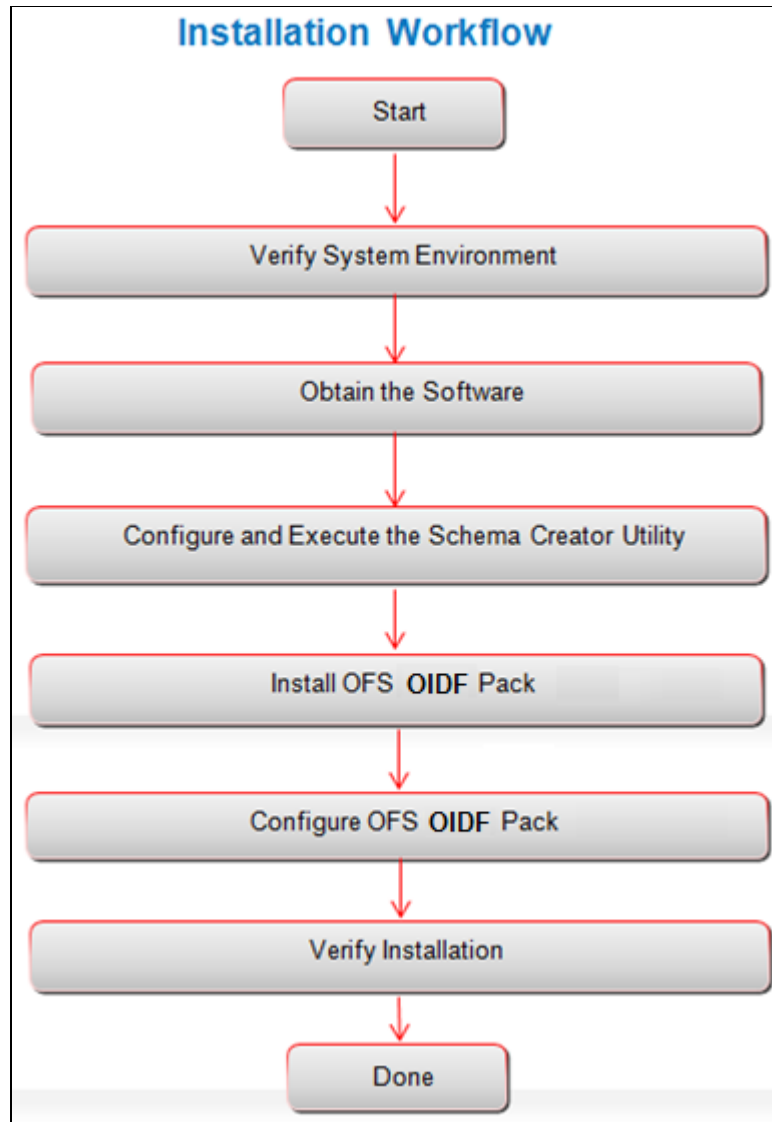 Installation Workflow
Start
Verify System Environment
Obtain the Software
Configure and Execute the Schema Creator Utility
Install OFS OIDF Pack
Configure OFS OIDF Pack
Verify Installation
Done